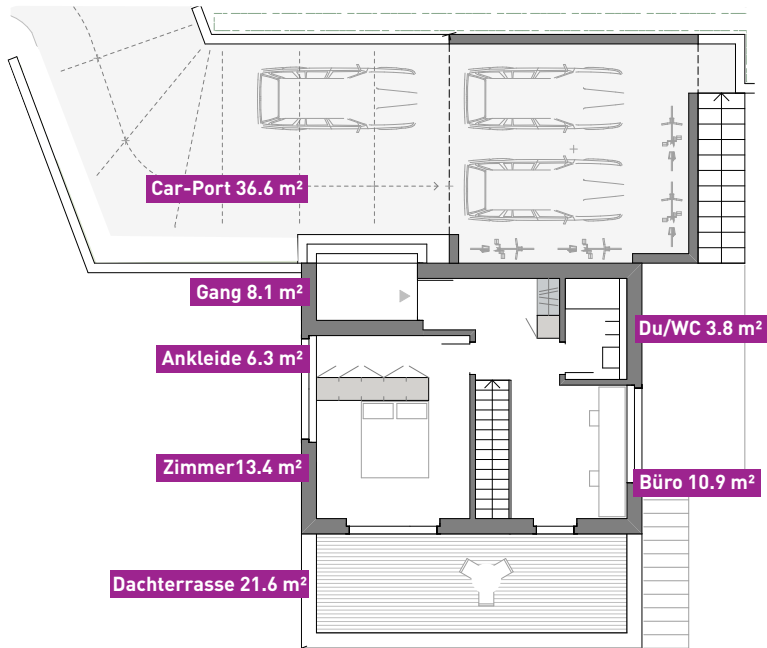 Car-Port 36.6 m²
Gang 8.1 m²
Du/WC 3.8 m²
Ankleide 6.3 m²
Zimmer13.4 m²
Büro 10.9 m²
Dachterrasse 21.6 m²